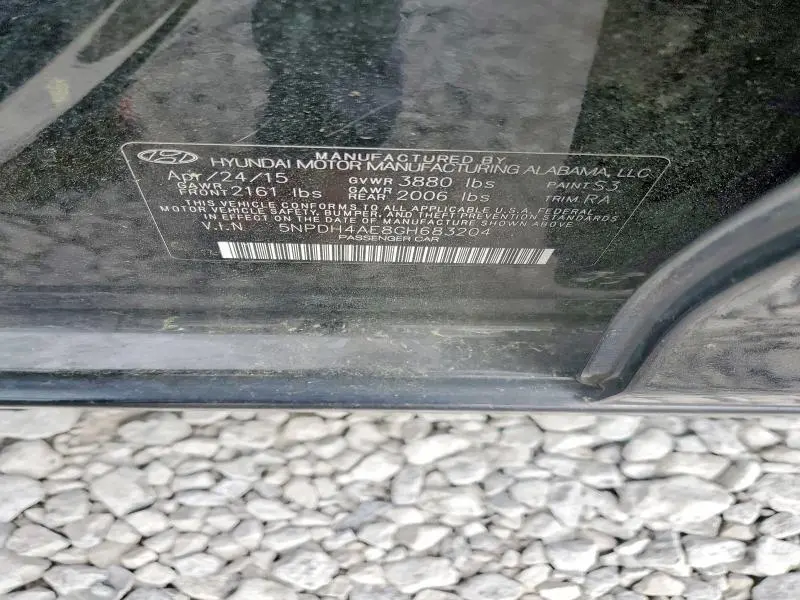 MANUFACTURED BY
HYUNDAI MOTOR MANUFACTURING ALABAMA, LLC
Apr/24/15 GVWR 3880 lbs PAINT S3
GAWR FRONT 2161 lbs GAWR REAR 2006 lbs TRIM RA
THIS VEHICLE CONFORMS TO ALL APPLICABLE U.S.A. FEDERAL
MOTOR VEHICLE SAFETY, BUMPER, AND THEFT PREVENTION STANDARDS
IN EFFECT ON THE DATE OF MANUFACTURE SHOWN ABOVE.
V.I.N 5NPDH4AE8GH683204
PASSENGER CAR